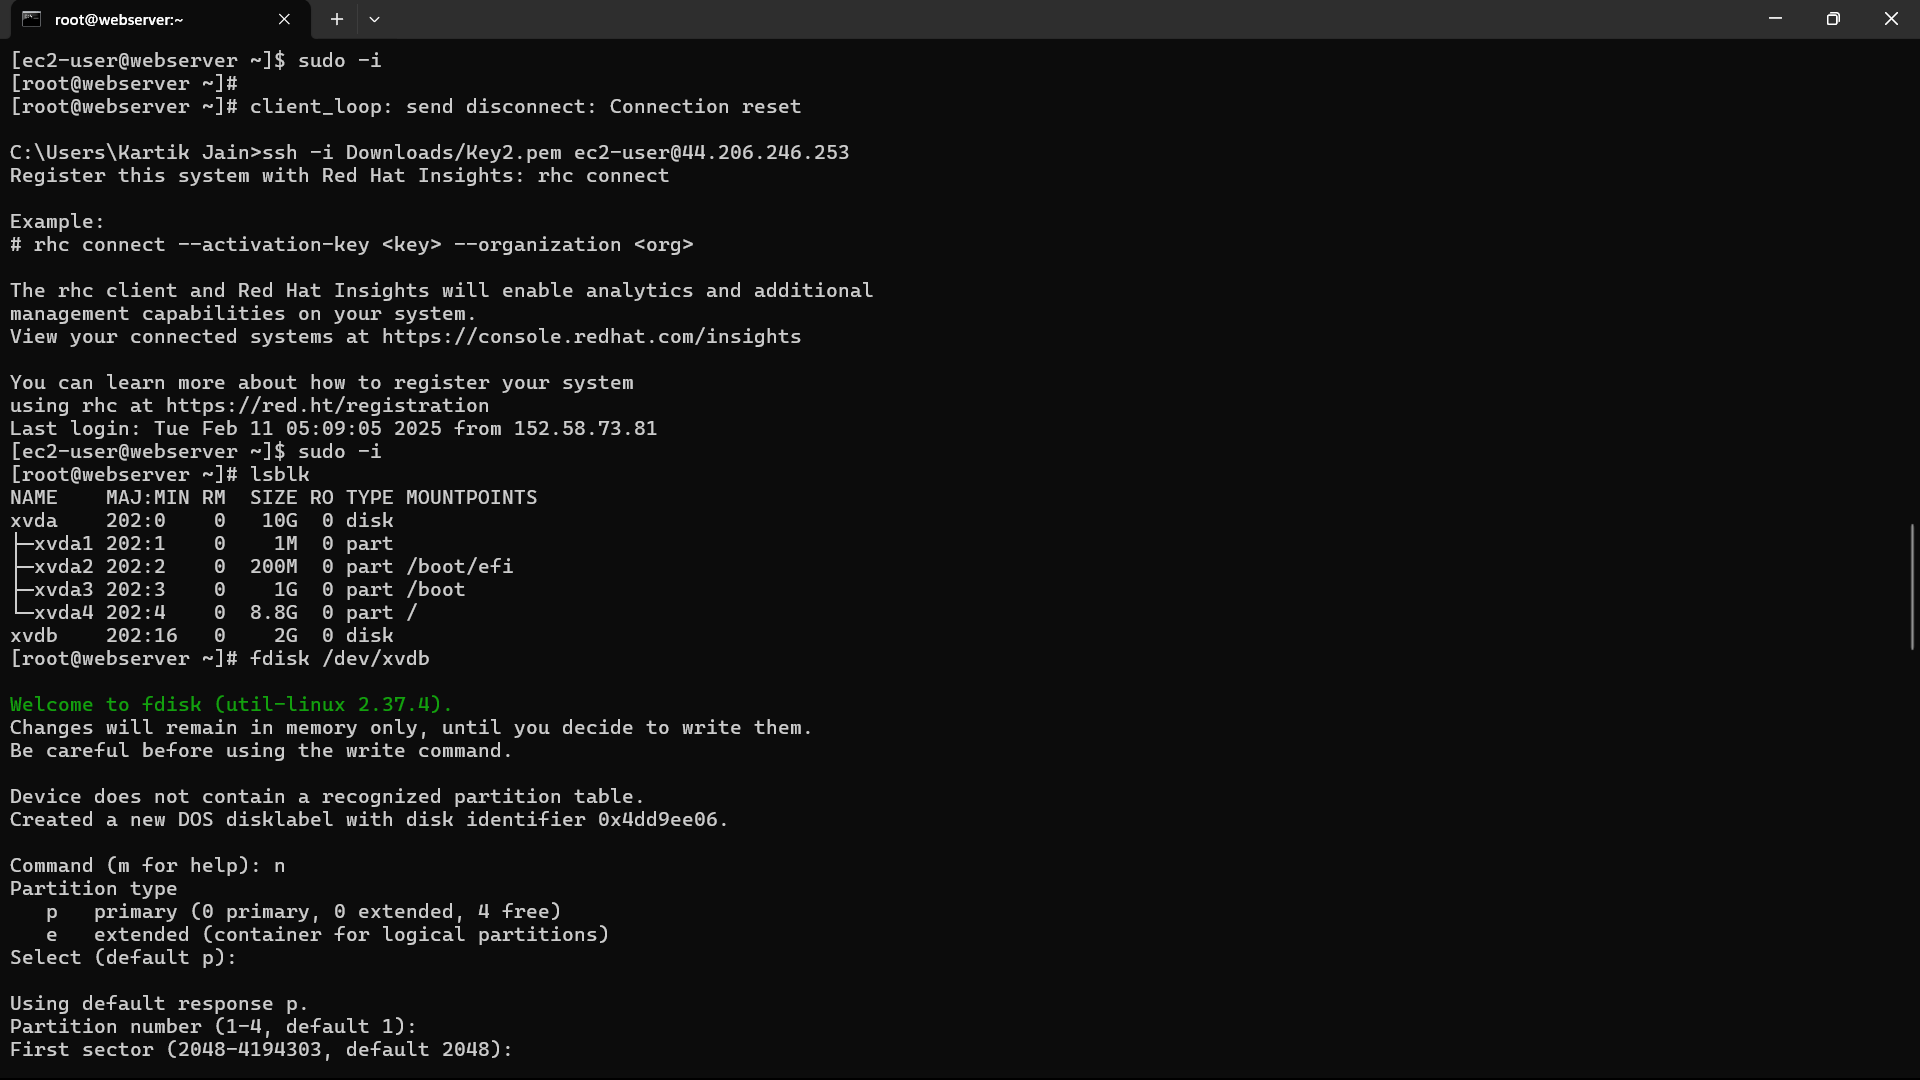 root@webserver:~
[ec2-user@webserver ~]$ sudo -i
[root@webserver ~]#
[root@webserver ~]# client_loop: send disconnect: Connection reset
C:\Users\Kartik Jain>ssh -i Downloads/Key2.pem ec2-user@44.206.246.253
Register this system with Red Hat Insights: rhc connect
Example:
# rhc connect --activation-key <key> --organization <org>
The rhc client and Red Hat Insights will enable analytics and additional
management capabilities on your system.
View your connected systems at https://console.redhat.com/insights
You can learn more about how to register your system
using rhc at https://red.ht/registration
Last login: Tue Feb 11 05:09:05 2025 from 152.58.73.81
[ec2-user@webserver ~]$ sudo -i
[root@webserver ~]# lsblk
NAME    MAJ:MIN RM  SIZE RO TYPE MOUNTPOINTS
xvda    202:0    0   10G  0 disk
├─xvda1 202:1    0    1M  0 part
├─xvda2 202:2    0  200M  0 part /boot/efi
├─xvda3 202:3    0    1G  0 part /boot
└─xvda4 202:4    0  8.8G  0 part /
xvdb    202:16   0    2G  0 disk
[root@webserver ~]# fdisk /dev/xvdb
Welcome to fdisk (util-linux 2.37.4).
Changes will remain in memory only, until you decide to write them.
Be careful before using the write command.
Device does not contain a recognized partition table.
Created a new DOS disklabel with disk identifier 0x4dd9ee06.
Command (m for help): n
Partition type
   p   primary (0 primary, 0 extended, 4 free)
   e   extended (container for logical partitions)
Select (default p):
Using default response p.
Partition number (1-4, default 1):
First sector (2048-4194303, default 2048):